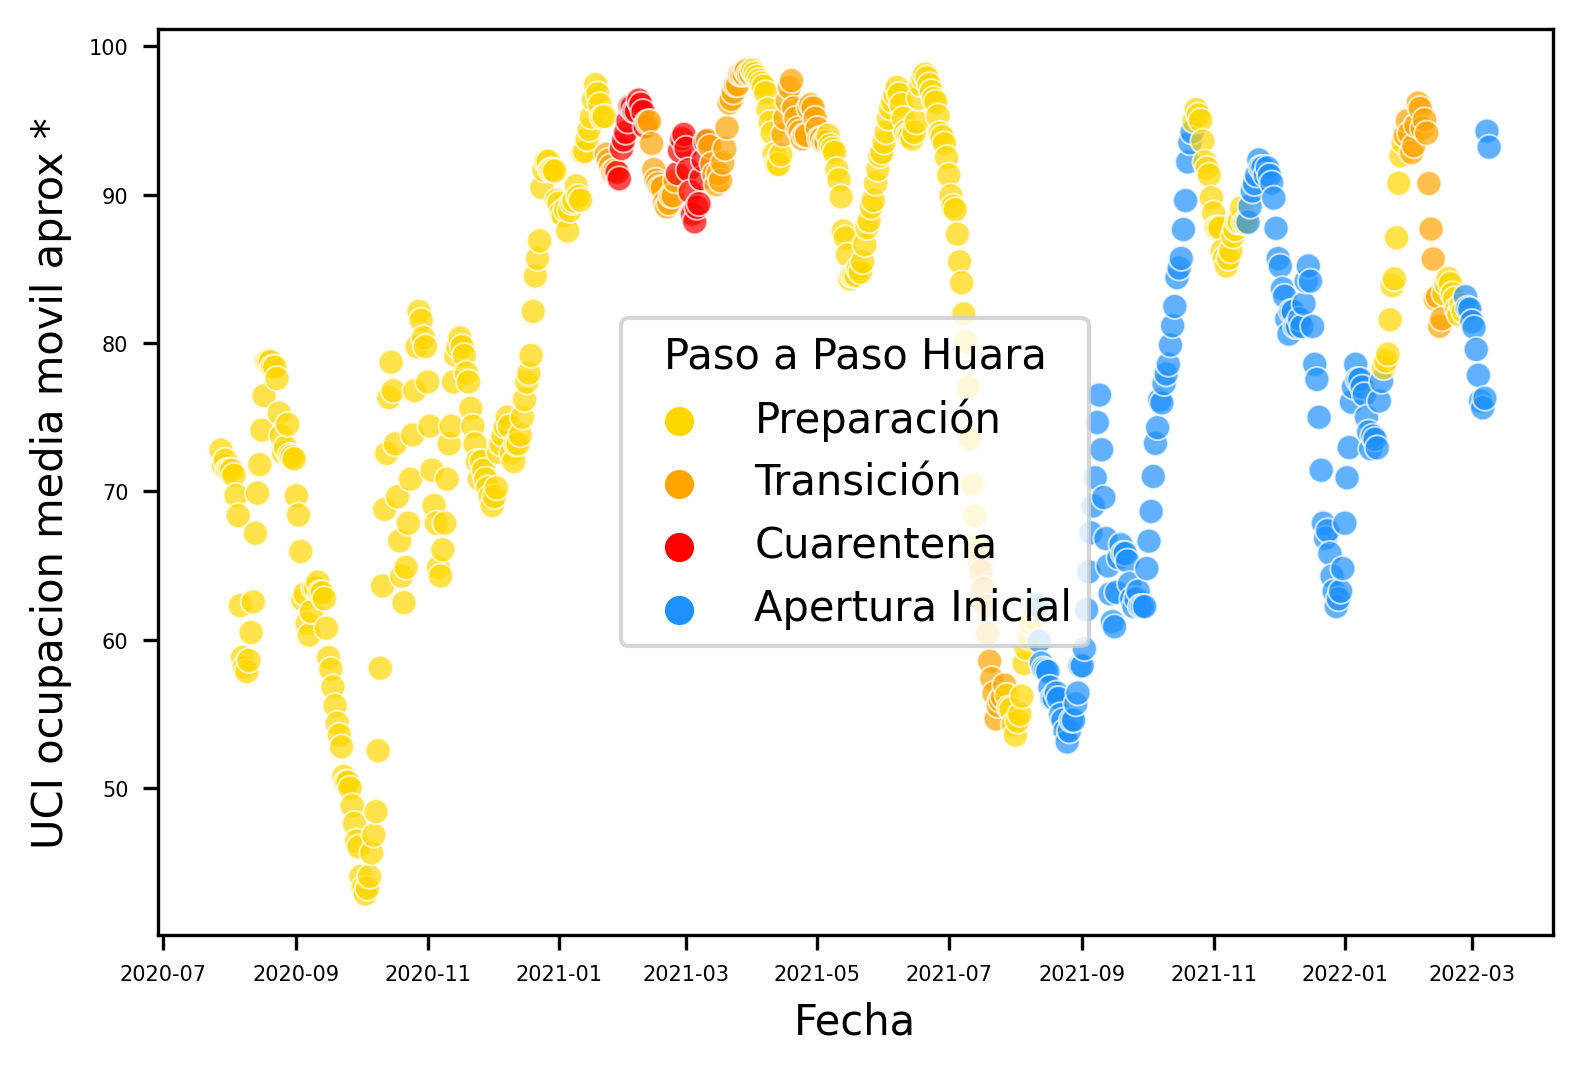 100
90
80
70
60
50
UCI ocupacion media movil aprox *
Paso a Paso Huara
Preparación
Transición
Cuarentena
Apertura Inicial
2020-07 2020-09 2020-11 2021-01 2021-03 2021-05 2021-07 2021-09 2021-11 2022-01 2022-03
Fecha